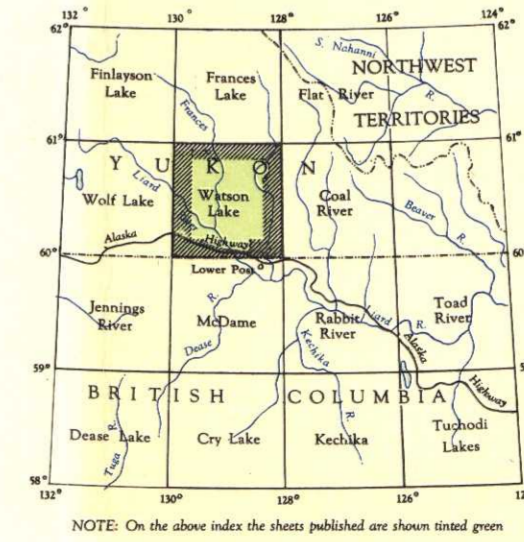 132° 130° 128° 126° 124°
62° 62°
S. Nahanni
NORTHWEST
Finlayson Lake
Frances Lake
Flat River
R.
Frances
TERRITORIES
61° 61°
YUKON
Liard
Wolf Lake
Watson Lake
Coal River
Beaver
R.
Alaska
Highway
60° 60°
Lower Post
R.
Jennings River
McDame
Rabbit River
Liard
R.
Toad River
Dease
Kechika
Alaska
59° 59°
BRITISH COLUMBIA
Highway
R.
R.
Dease Lake
Cry Lake
Kechika
Tuchodi Lakes
Tuga
58°
132° 130° 128° 126°
NOTE: On the above index the sheets published are shown tinted green